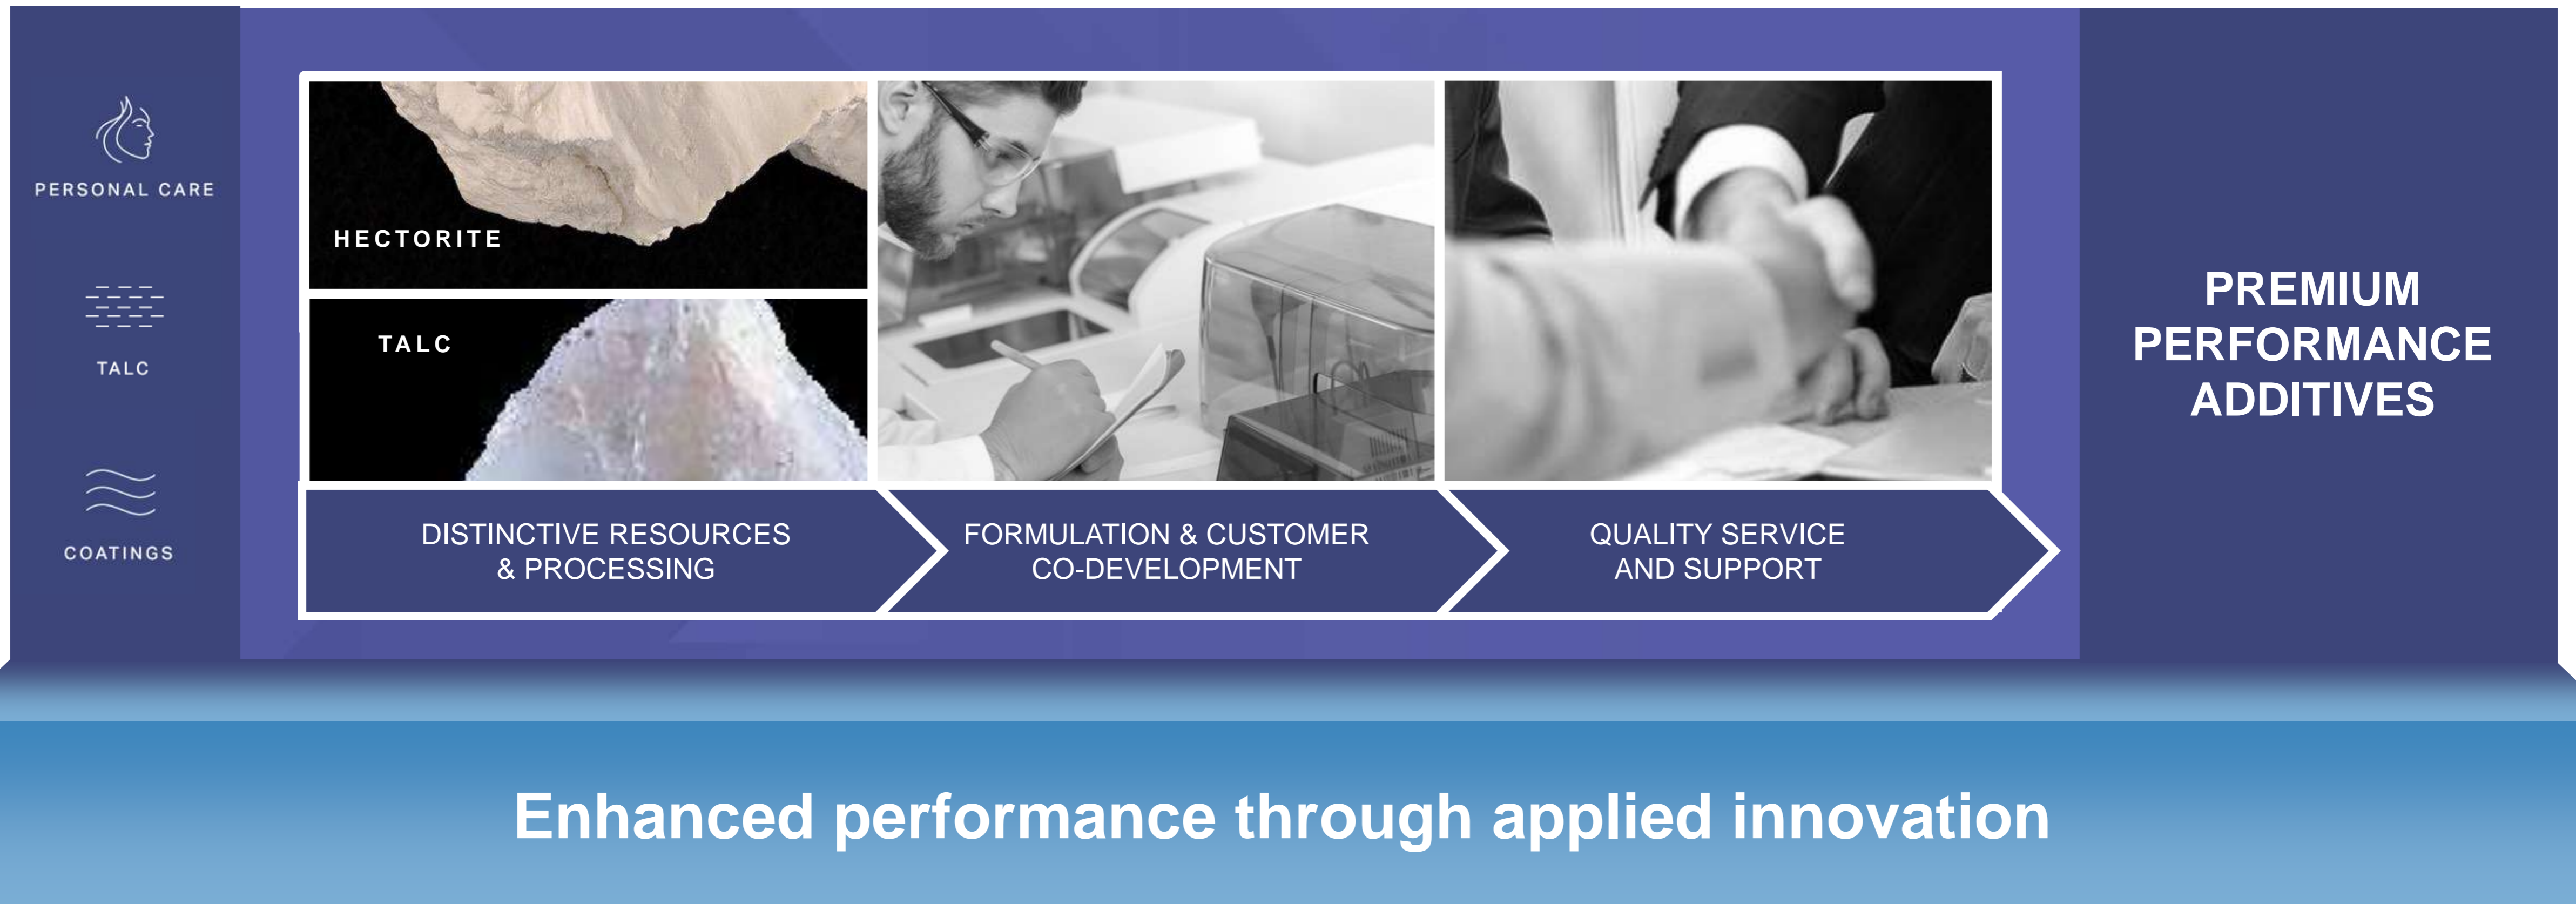 PERSONAL CARE
TALC
COATINGS
HECTORITE
TALC
DISTINCTIVE RESOURCES
& PROCESSING
FORMULATION & CUSTOMER
CO-DEVELOPMENT
QUALITY SERVICE
AND SUPPORT
PREMIUM
PERFORMANCE
ADDITIVES
Enhanced performance through applied innovation